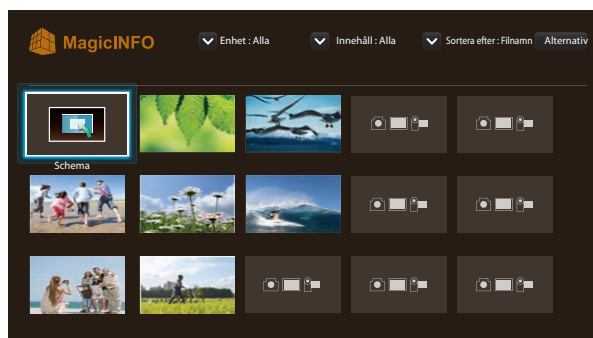 MagicINFO
Enhet : Alla
Innehåll : Alla
Sortera efter : Filnamn
Alternativ
Schema